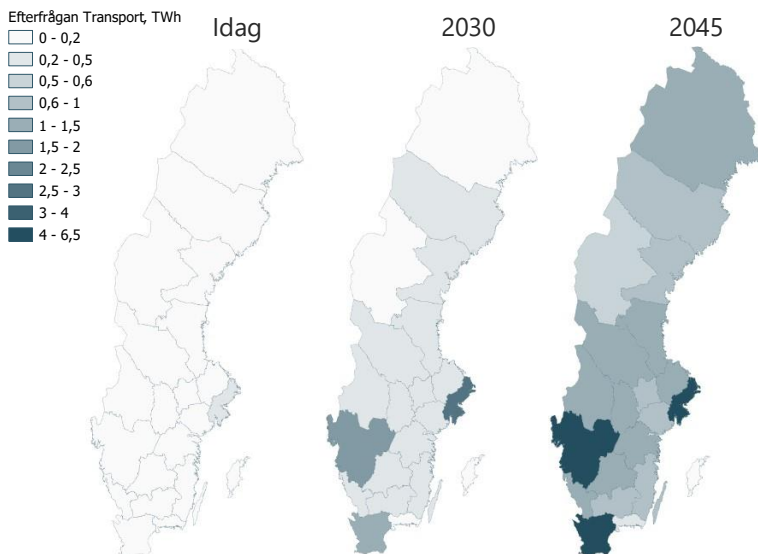 Efterfrågan Transport, TWh
0 - 0,2
0,2 - 0,5
0,5 - 0,6
0,6 - 1
1 - 1,5
1,5 - 2
2 - 2,5
2,5 - 3
3 - 4
4 - 6,5
Idag
2030
2045